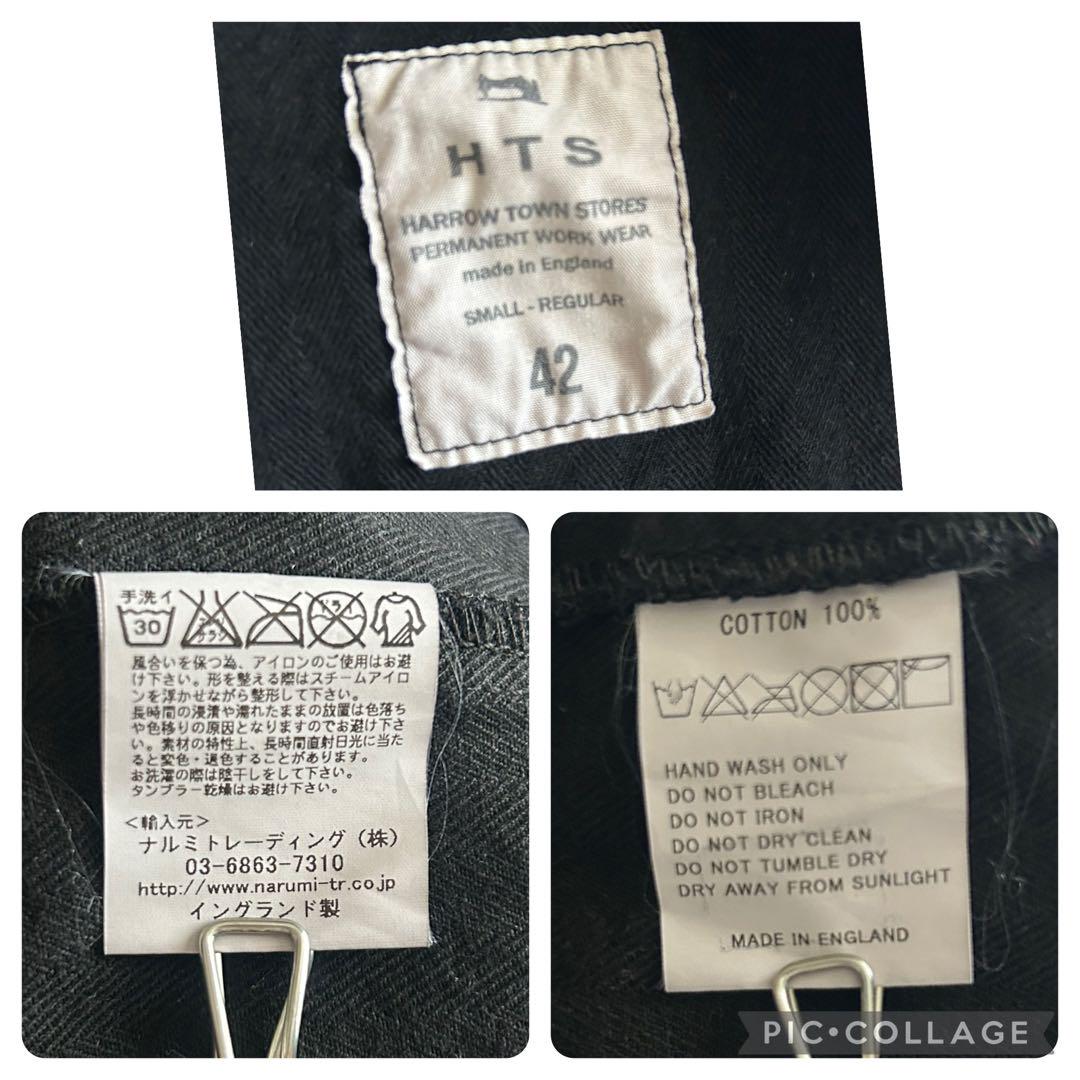 HTS
HARROW TOWN STORES
PERMANENT WORK WEAR
made in England
SMALL - REGULAR
42
手洗イ
30
エンソ
サラシ
ドライ
風合いを保つ為、アイロンのご使用はお避
け下さい。形を整える際はスチームアイロ
ンを浮かせながら整形して下さい。
長時間の浸漬や濡れたままの放置は色落ち
や色移りの原因となりますのでお避け下さ
い。素材の特性上、長時間直射日光に当た
ると変色・退色することがあります。
お洗濯の際は陰干しをして下さい。
タンブラー乾燥はお避け下さい。
＜輸入元＞
ナルミトレーディング（株）
03-6863-7310
http://www.narumi-tr.co.jp
イングランド製
COTTON 100%
HAND WASH ONLY
DO NOT BLEACH
DO NOT IRON
DO NOT DRY CLEAN
DO NOT TUMBLE DRY
DRY AWAY FROM SUNLIGHT
MADE IN ENGLAND
PIC•COLLAGE